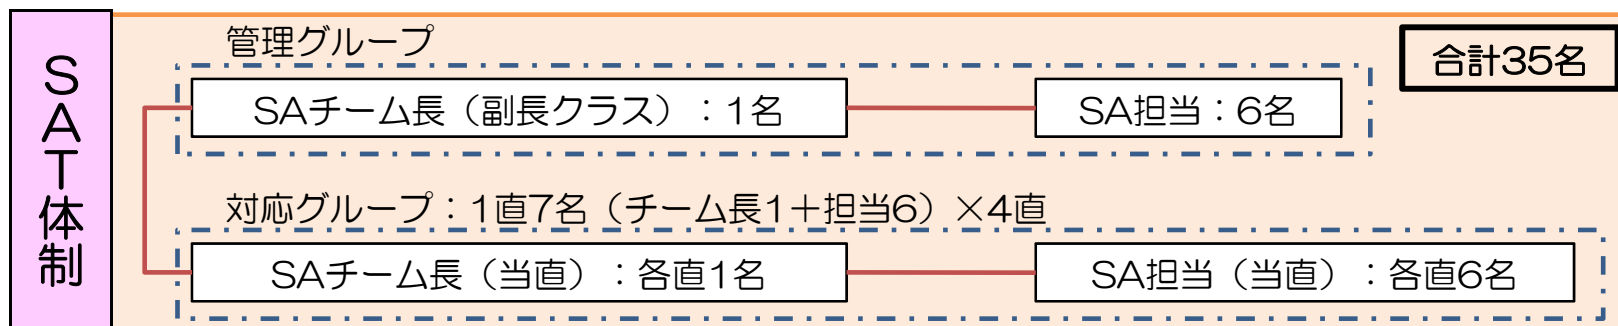 SAT体制
管理グループ
合計35名
SAチーム長（副長クラス）：1名
SA担当：6名
対応グループ：1直7名（チーム長1＋担当6）×4直
SAチーム長（当直）：各直1名
SA担当（当直）：各直6名